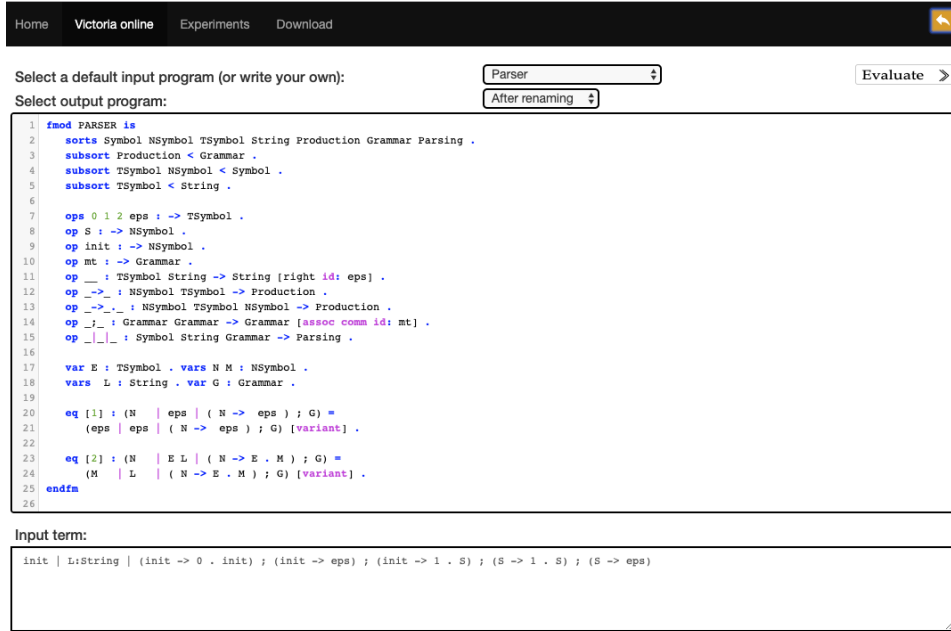 Home Victoria online Experiments Download
Select a default input program (or write your own): Parser Evaluate
Select output program: After renaming
1 fmod PARSER is
2 sorts Symbol NSymbol TSymbol String Production Grammar Parsing .
3 subsort Production < Grammar .
4 subsort TSymbol NSymbol < Symbol .
5 subsort TSymbol < String .
6
7 ops 0 1 2 eps : -> TSymbol .
8 op S : -> NSymbol .
9 op init : -> NSymbol .
10 op mt : -> Grammar .
11 op __ : TSymbol String -> String [right id: eps] .
12 op _->_ : NSymbol TSymbol -> Production .
13 op _->_._ : NSymbol TSymbol NSymbol -> Production .
14 op _;_ : Grammar Grammar -> Grammar [assoc comm id: mt] .
15 op _|_|_ : Symbol String Grammar -> Parsing .
16
17 var E : TSymbol . vars N M : NSymbol .
18 vars L : String . var G : Grammar .
19
20 eq [1] : (N | eps | ( N -> eps ) ; G) =
21 (eps | eps | ( N -> eps ) ; G) [variant] .
22
23 eq [2] : (N | E L | ( N -> E . M ) ; G) =
24 (M | L | ( N -> E . M ) ; G) [variant] .
25 endfm
26
Input term:
init | L:String | (init -> 0 . init) ; (init -> eps) ; (init -> 1 . S) ; (S -> 1 . S) ; (S -> eps)